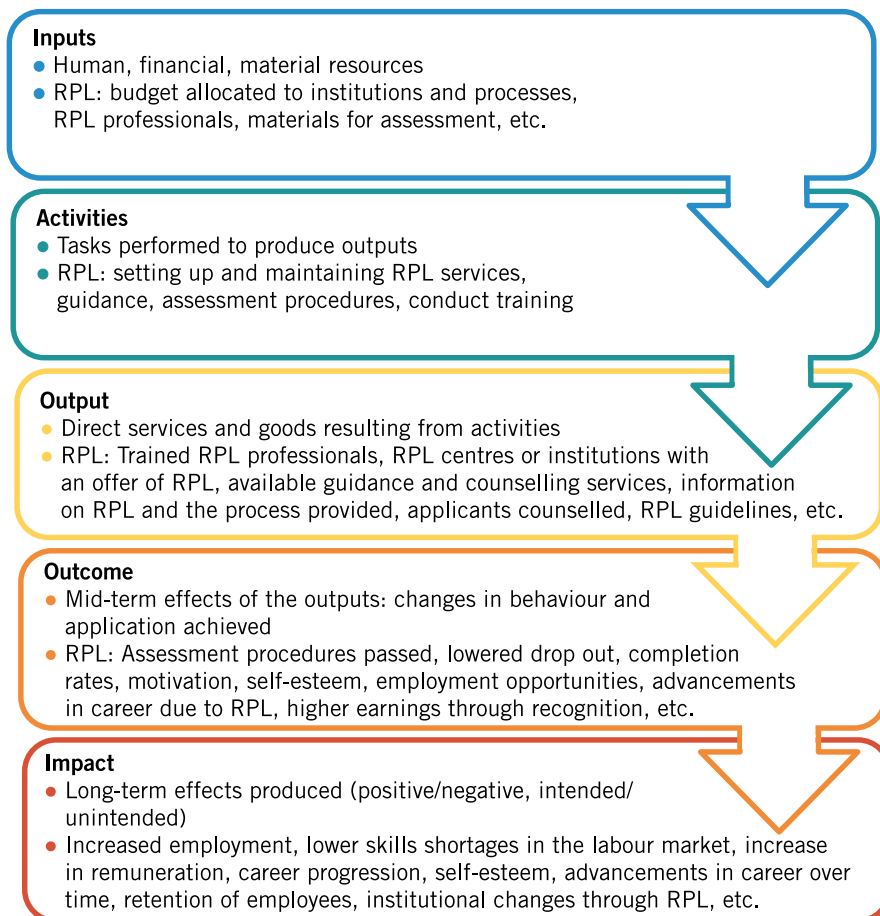 Inputs
● Human, financial, material resources
● RPL: budget allocated to institutions and processes,
RPL professionals, materials for assessment, etc.
Activities
● Tasks performed to produce outputs
● RPL: setting up and maintaining RPL services,
guidance, assessment procedures, conduct training
Output
● Direct services and goods resulting from activities
● RPL: Trained RPL professionals, RPL centres or institutions with
an offer of RPL, available guidance and counselling services, information
on RPL and the process provided, applicants counselled, RPL guidelines, etc.
Outcome
● Mid-term effects of the outputs: changes in behaviour and
application achieved
● RPL: Assessment procedures passed, lowered drop out, completion
rates, motivation, self-esteem, employment opportunities, advancements
in career due to RPL, higher earnings through recognition, etc.
Impact
● Long-term effects produced (positive/negative, intended/
unintended)
● Increased employment, lower skills shortages in the labour market, increase
in remuneration, career progression, self-esteem, advancements in career over
time, retention of employees, institutional changes through RPL, etc.